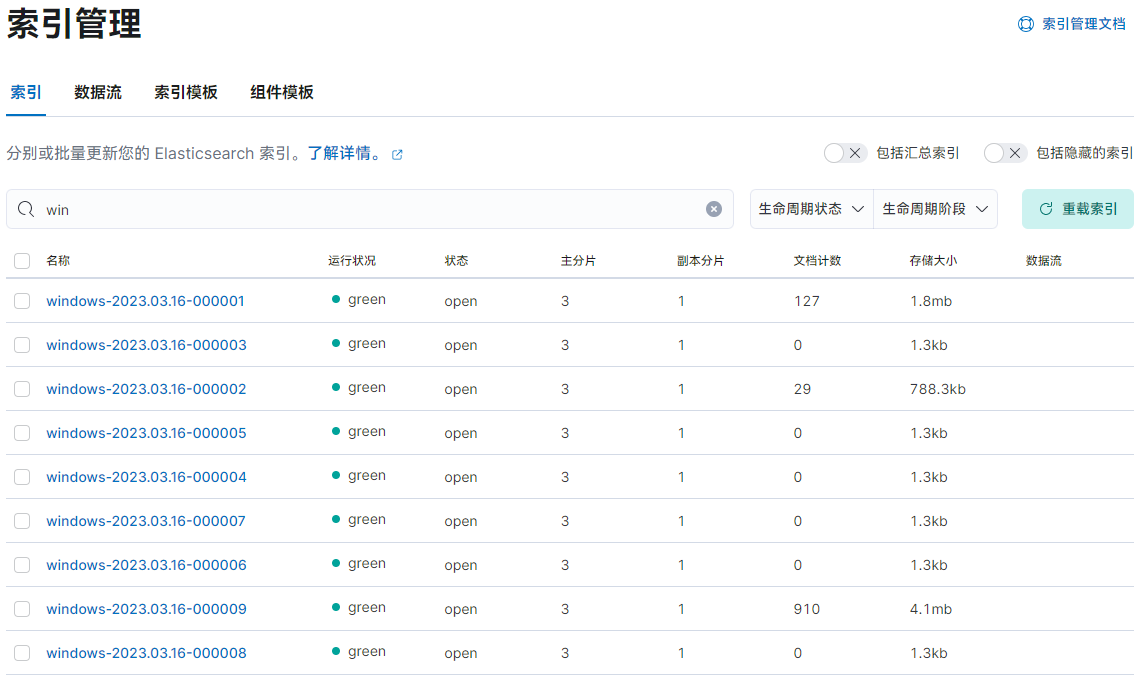 索引管理
索引管理文档
索引 数据流 索引模板 组件模板
分别或批量更新您的 Elasticsearch 索引。了解详情。 包括汇总索引 包括隐藏的索引
win 生命周期状态 生命周期阶段 重载索引
名称 运行状况 状态 主分片 副本分片 文档计数 存储大小 数据流
windows-2023.03.16-000001 green open 3 1 127 1.8mb
windows-2023.03.16-000003 green open 3 1 0 1.3kb
windows-2023.03.16-000002 green open 3 1 29 788.3kb
windows-2023.03.16-000005 green open 3 1 0 1.3kb
windows-2023.03.16-000004 green open 3 1 0 1.3kb
windows-2023.03.16-000007 green open 3 1 0 1.3kb
windows-2023.03.16-000006 green open 3 1 0 1.3kb
windows-2023.03.16-000009 green open 3 1 910 4.1mb
windows-2023.03.16-000008 green open 3 1 0 1.3kb